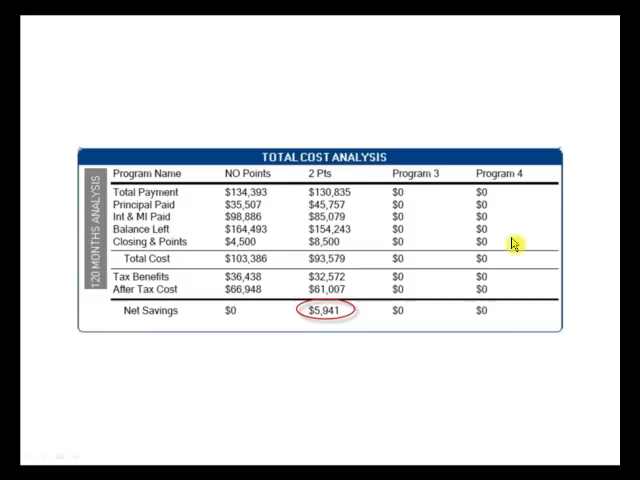 TOTAL COST ANALYSIS
120 MONTHS ANALYSIS
Program Name NO Points 2 Pts Program 3 Program 4
Total Payment $134,393 $130,835 $0 $0
Principal Paid $35,507 $45,757 $0 $0
Int & MI Paid $98,886 $85,079 $0 $0
Balance Left $164,493 $154,243 $0 $0
Closing & Points $4,500 $8,500 $0 $0
Total Cost $103,386 $93,579 $0 $0
Tax Benefits $36,438 $32,572 $0 $0
After Tax Cost $66,948 $61,007 $0 $0
Net Savings $0 $5,941 $0 $0